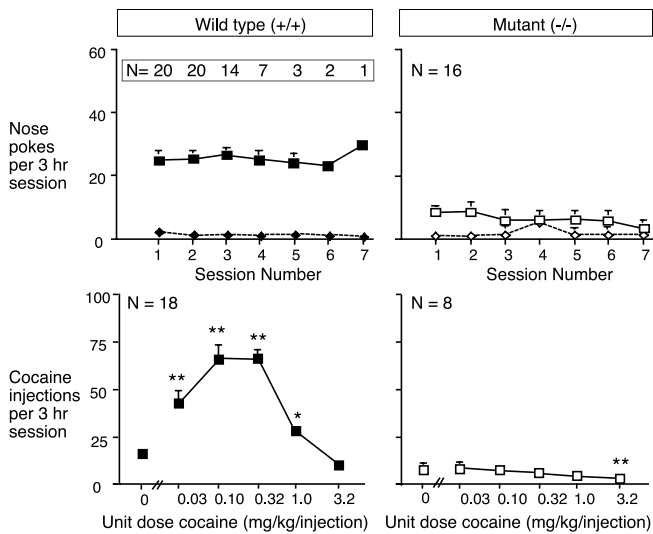 Wild type (+/+)
Mutant (-/-)
60
40
20
0
N= 20 20 14 7 3 2 1
N = 16
Nose
pokes
per 3 hr
session
1 2 3 4 5 6 7
Session Number
1 2 3 4 5 6 7
Session Number
100
75
50
25
0
N = 18
** ** ** *
N = 8
**
Cocaine
injections
per 3 hr
session
0 0.03 0.10 0.32 1.0 3.2
Unit dose cocaine (mg/kg/injection)
0 0.03 0.10 0.32 1.0 3.2
Unit dose cocaine (mg/kg/injection)